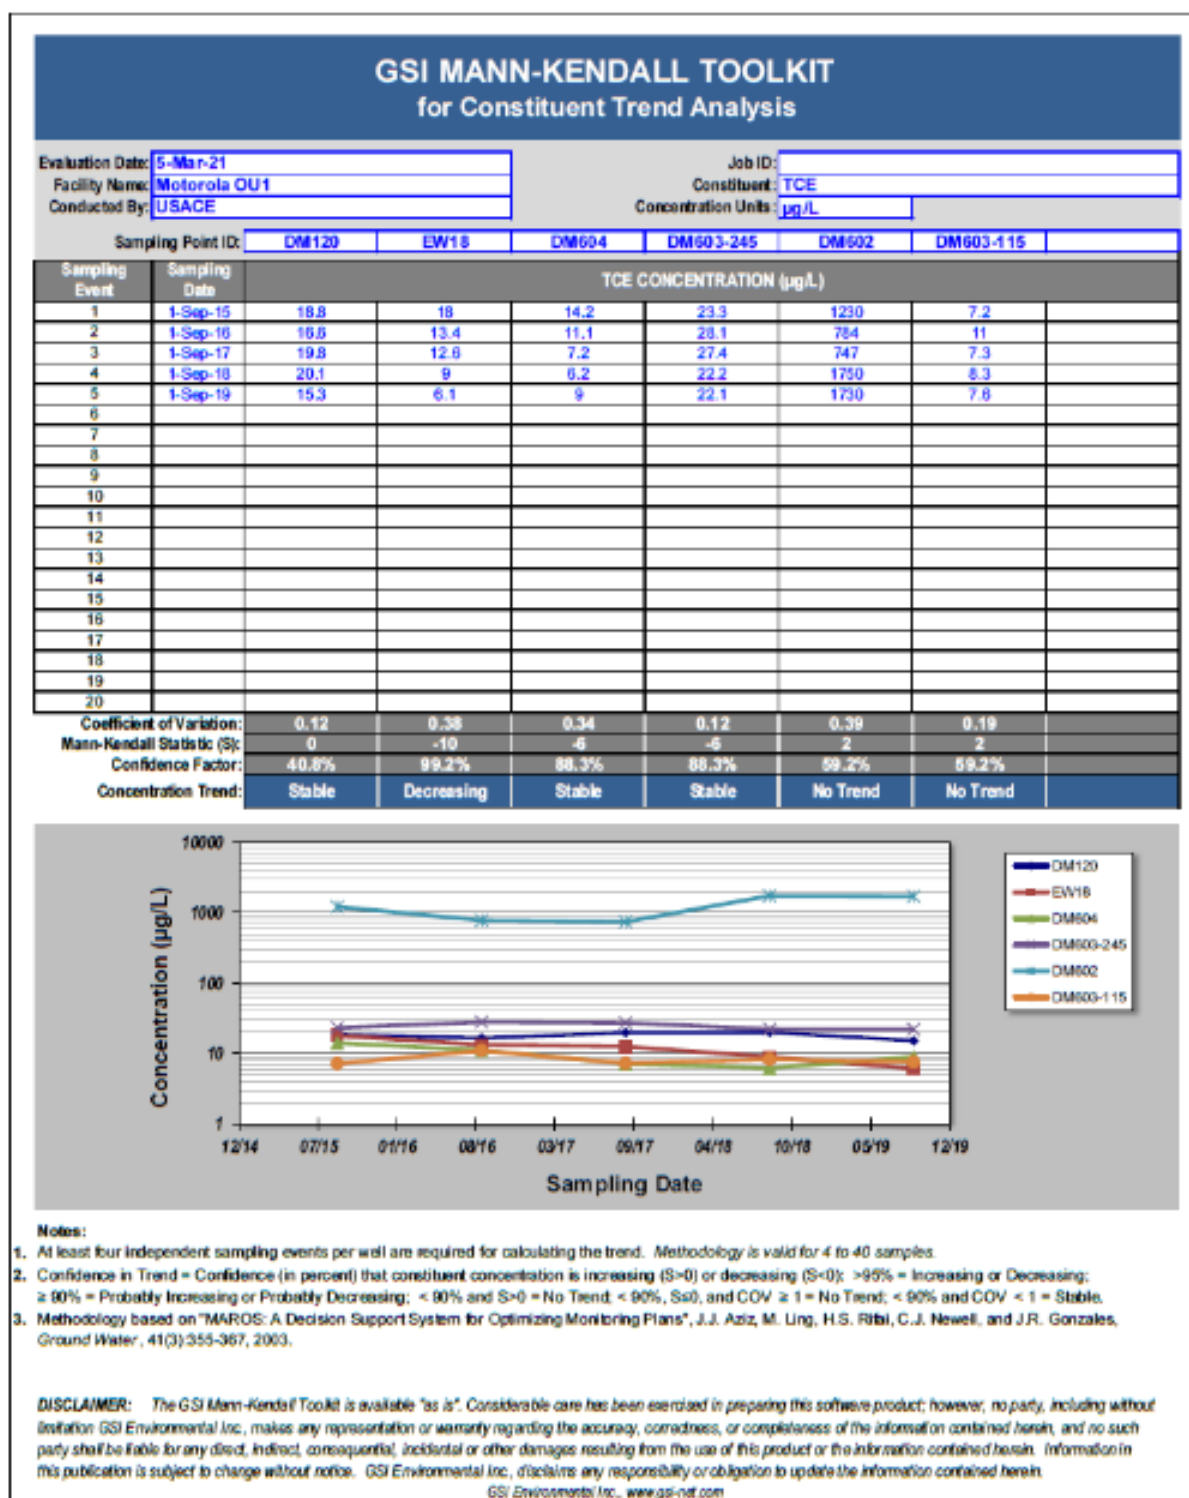 GSI MANN-KENDALL TOOLKIT
for Constituent Trend Analysis
Evaluation Date: 5-Mar-21 Job ID:
Facility Name: Motorola OU1 Constituent: TCE
Conducted By: USACE Concentration Units: µg/L
Sampling Point ID: DM120 EW18 DM604 DM603-245 DM602 DM603-115
Sampling Event Sampling Date TCE CONCENTRATION (µg/L)
1 1-Sep-15 18.8 18 14.2 23.3 1230 7.2
2 1-Sep-16 16.6 13.4 11.1 28.1 784 11
3 1-Sep-17 19.8 12.6 7.2 27.4 747 7.3
4 1-Sep-18 20.1 9 6.2 22.2 1750 8.3
5 1-Sep-19 15.3 6.1 9 22.1 1730 7.6
6
7
8
9
10
11
12
13
14
15
16
17
18
19
20
Coefficient of Variation: 0.12 0.38 0.34 0.12 0.39 0.19
Mann-Kendall Statistic (S): 0 -10 -6 -6 2 2
Confidence Factor: 40.8% 99.2% 88.3% 88.3% 59.2% 59.2%
Concentration Trend: Stable Decreasing Stable Stable No Trend No Trend
Concentration (µg/L)
10000
1000
100
10
1
12/14 07/15 01/16 08/16 03/17 09/17 04/18 10/18 05/19 12/19
Sampling Date
DM120
EW18
DM604
DM603-245
DM602
DM603-115
Notes:
1. At least four independent sampling events per well are required for calculating the trend. Methodology is valid for 4 to 40 samples.
2. Confidence in Trend = Confidence (in percent) that constituent concentration is increasing (S>0) or decreasing (S<0): >95% = Increasing or Decreasing;
≥ 90% = Probably Increasing or Probably Decreasing; < 90% and S>0 = No Trend; < 90%, S≤0, and COV ≥ 1 = No Trend; < 90% and COV < 1 = Stable.
3. Methodology based on "MAROS: A Decision Support System for Optimizing Monitoring Plans", J.J. Aziz, M. Ling, H.S. Rifai, C.J. Newell, and J.R. Gonzales,
Ground Water, 41(3):355-367, 2003.
DISCLAIMER: The GSI Mann-Kendall Toolkit is available "as is". Considerable care has been exercised in preparing this software product; however, no party, including without
limitation GSI Environmental Inc., makes any representation or warranty regarding the accuracy, correctness, or completeness of the information contained herein, and no such
party shall be liable for any direct, indirect, consequential, incidental or other damages resulting from the use of this product or the information contained herein. Information in
this publication is subject to change without notice. GSI Environmental Inc., disclaims any responsibility or obligation to update the information contained herein.
GSI Environmental Inc., www.gsi-net.com